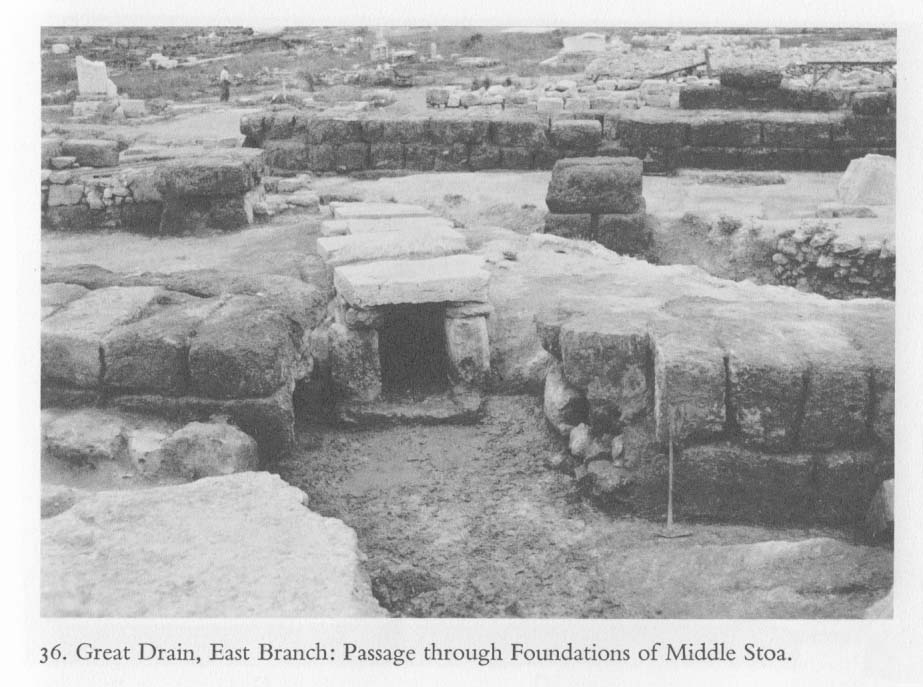 36. Great Drain, East Branch: Passage through Foundations of Middle Stoa.